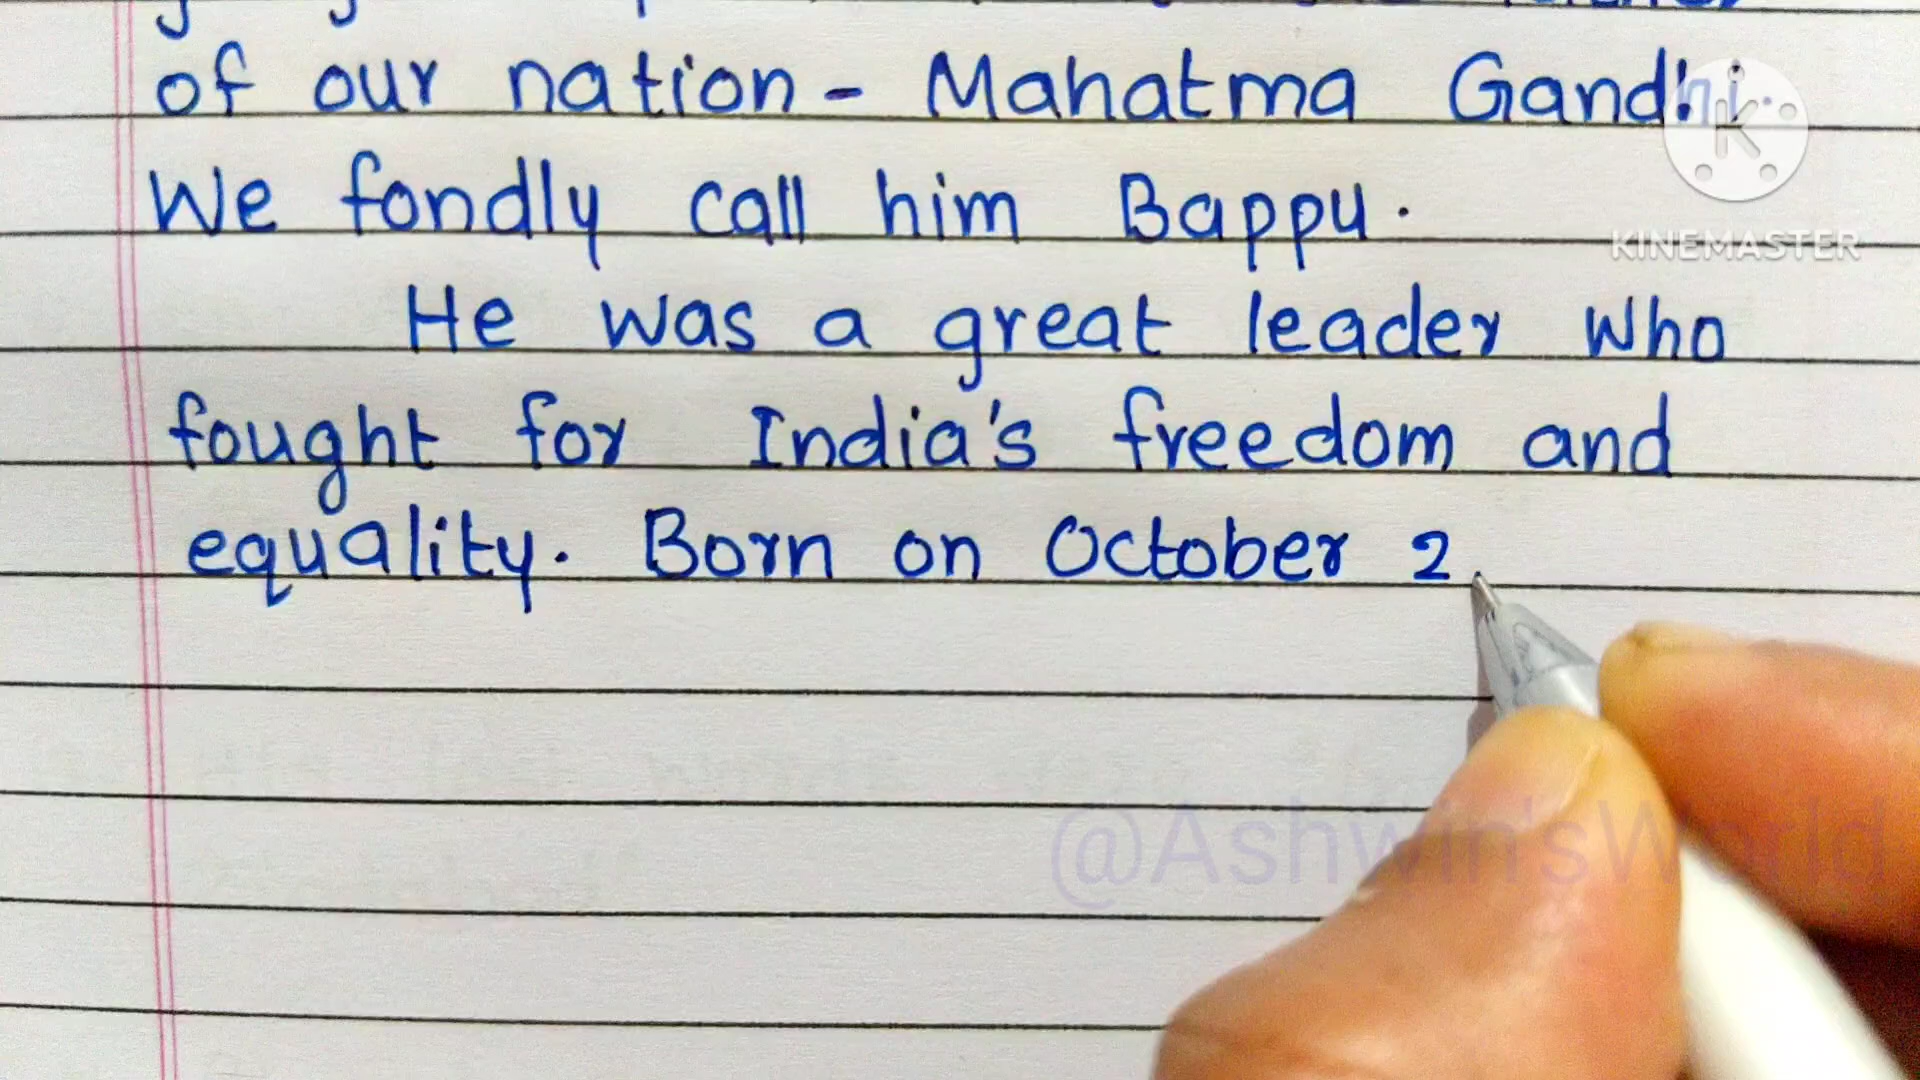 of our nation - Mahatma Gandhi.
We fondly call him Bappu.
He was a great leader who
fought for India's freedom and
equality. Born on October 2,
KINEMASTER
@Ashwin'sWorld